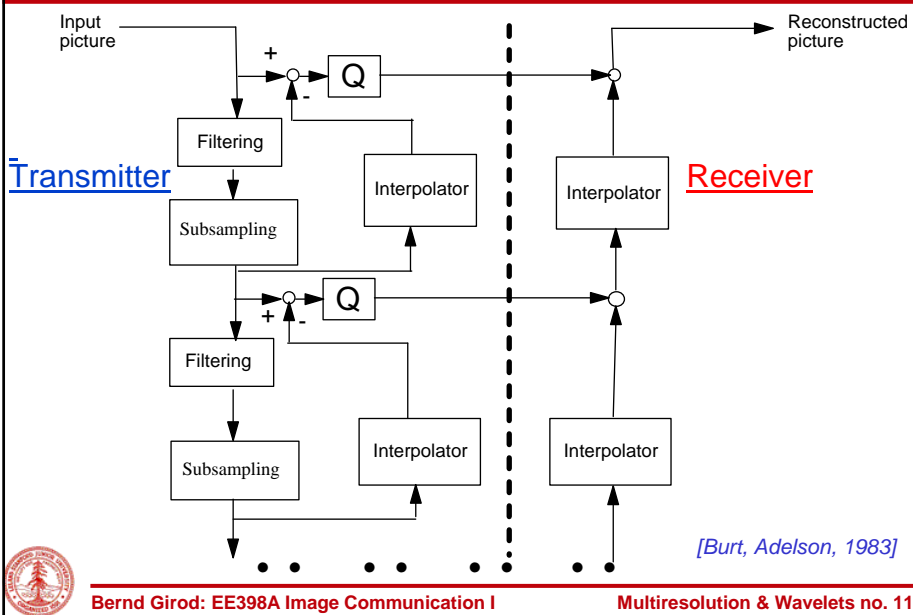 Input
picture
Reconstructed
picture
+
-
Q
Filtering
Transmitter
Interpolator
Interpolator
Receiver
Subsampling
+
-
Q
Filtering
Subsampling
Interpolator
Interpolator
[Burt, Adelson, 1983]
Bernd Girod: EE398A Image Communication I
Multiresolution & Wavelets no. 11